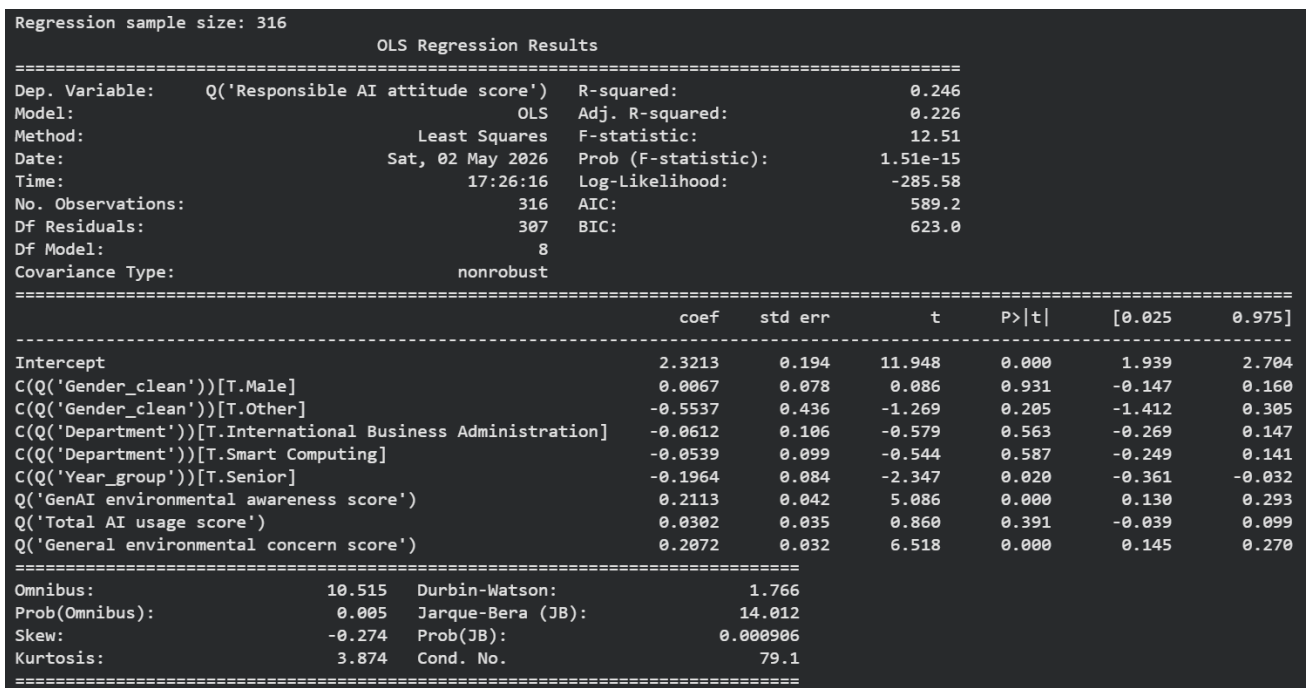 Regression sample size: 316
OLS Regression Results
==============================================================================================
Dep. Variable: Q('Responsible AI attitude score') R-squared: 0.246
Model: OLS Adj. R-squared: 0.226
Method: Least Squares F-statistic: 12.51
Date: Sat, 02 May 2026 Prob (F-statistic): 1.51e-15
Time: 17:26:16 Log-Likelihood: -285.58
No. Observations: 316 AIC: 589.2
Df Residuals: 307 BIC: 623.0
Df Model: 8
Covariance Type: nonrobust
==============================================================================================
coef std err t P>|t| [0.025 0.975]
----------------------------------------------------------------------------------------------
Intercept 2.3213 0.194 11.948 0.000 1.939 2.704
C(Q('Gender_clean'))[T.Male] 0.0067 0.078 0.086 0.931 -0.147 0.160
C(Q('Gender_clean'))[T.Other] -0.5537 0.436 -1.269 0.205 -1.412 0.305
C(Q('Department'))[T.International Business Administration] -0.0612 0.106 -0.579 0.563 -0.269 0.147
C(Q('Department'))[T.Smart Computing] -0.0539 0.099 -0.544 0.587 -0.249 0.141
C(Q('Year_group'))[T.Senior] -0.1964 0.084 -2.347 0.020 -0.361 -0.032
Q('GenAI environmental awareness score') 0.2113 0.042 5.086 0.000 0.130 0.293
Q('Total AI usage score') 0.0302 0.035 0.860 0.391 -0.039 0.099
Q('General environmental concern score') 0.2072 0.032 6.518 0.000 0.145 0.270
==============================================================================
Omnibus: 10.515 Durbin-Watson: 1.766
Prob(Omnibus): 0.005 Jarque-Bera (JB): 14.012
Skew: -0.274 Prob(JB): 0.000906
Kurtosis: 3.874 Cond. No. 79.1
==============================================================================